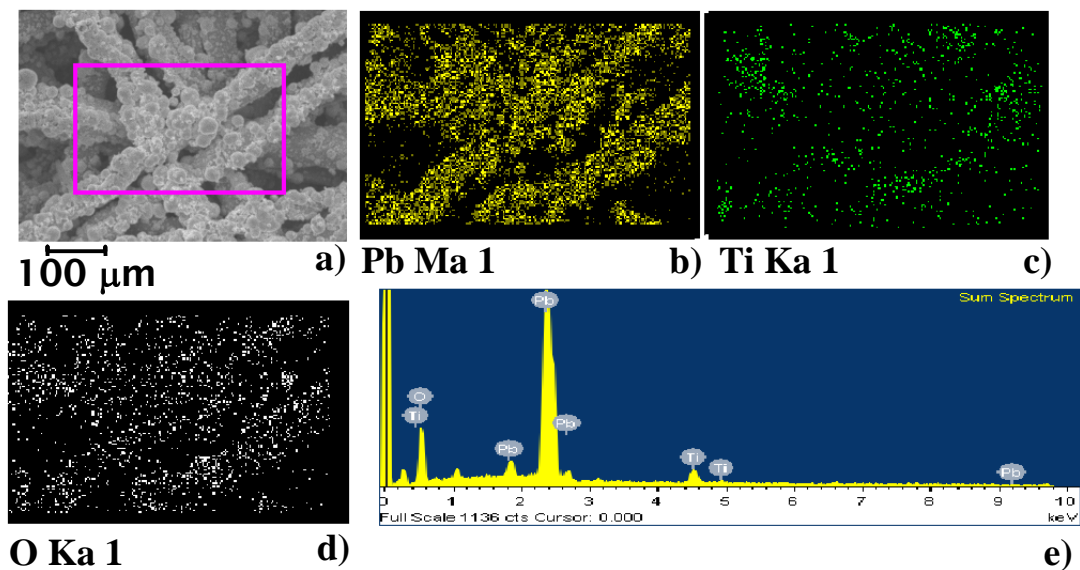 a)
100 µm
Pb Ma 1 b)
Ti Ka 1 c)
O Ka 1 d)
Sum Spectrum
Pb
O
Ti
Pb
Pb
Ti
Ti
Pb
0 1 2 3 4 5 6 7 8 9 10
Full Scale 1136 cts Cursor: 0.000 keV
e)